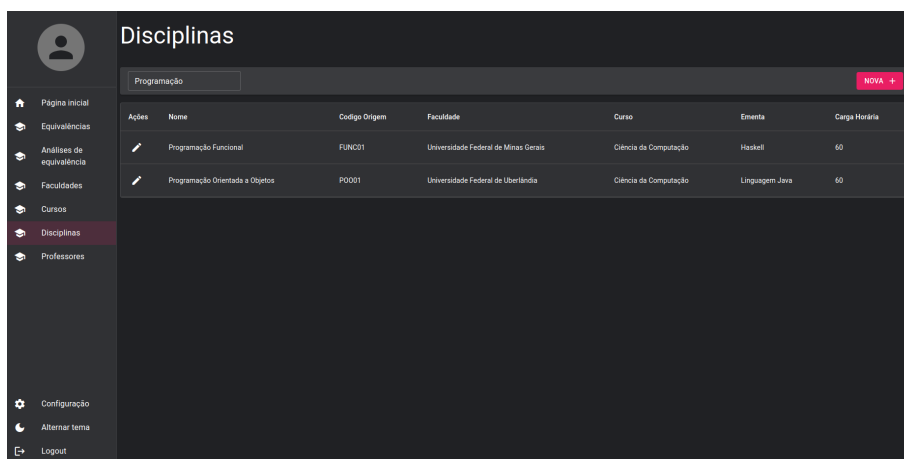 Disciplinas
Programação
NOVA +
Página inicial
Equivalências
Análises de
equivalência
Faculdades
Cursos
Disciplinas
Professores
Configuração
Alternar tema
Logout
Ações Nome Codigo Origem Faculdade Curso Ementa Carga Horária
Programação Funcional FUNC01 Universidade Federal de Minas Gerais Ciência da Computação Haskell 60
Programação Orientada a Objetos POO01 Universidade Federal de Uberlândia Ciência da Computação Linguagem Java 60